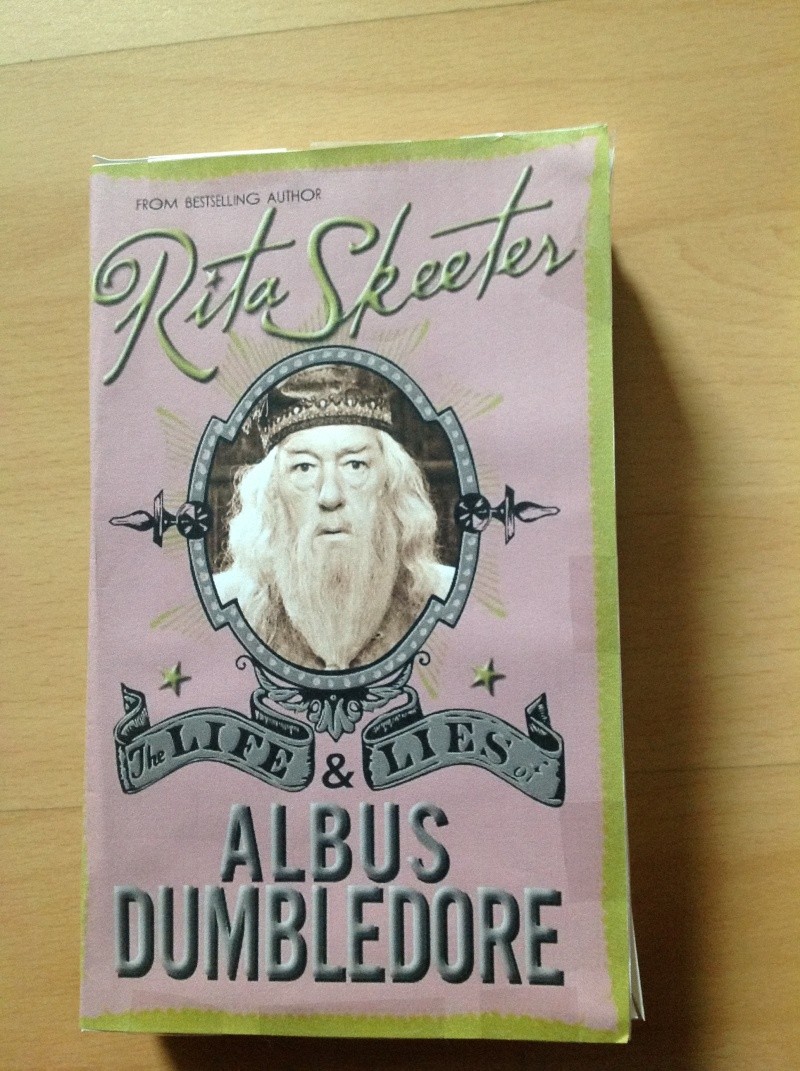 FROM BESTSELLING AUTHOR
Rita Skeeter
The LIFE & LIES of
ALBUS
DUMBLEDORE